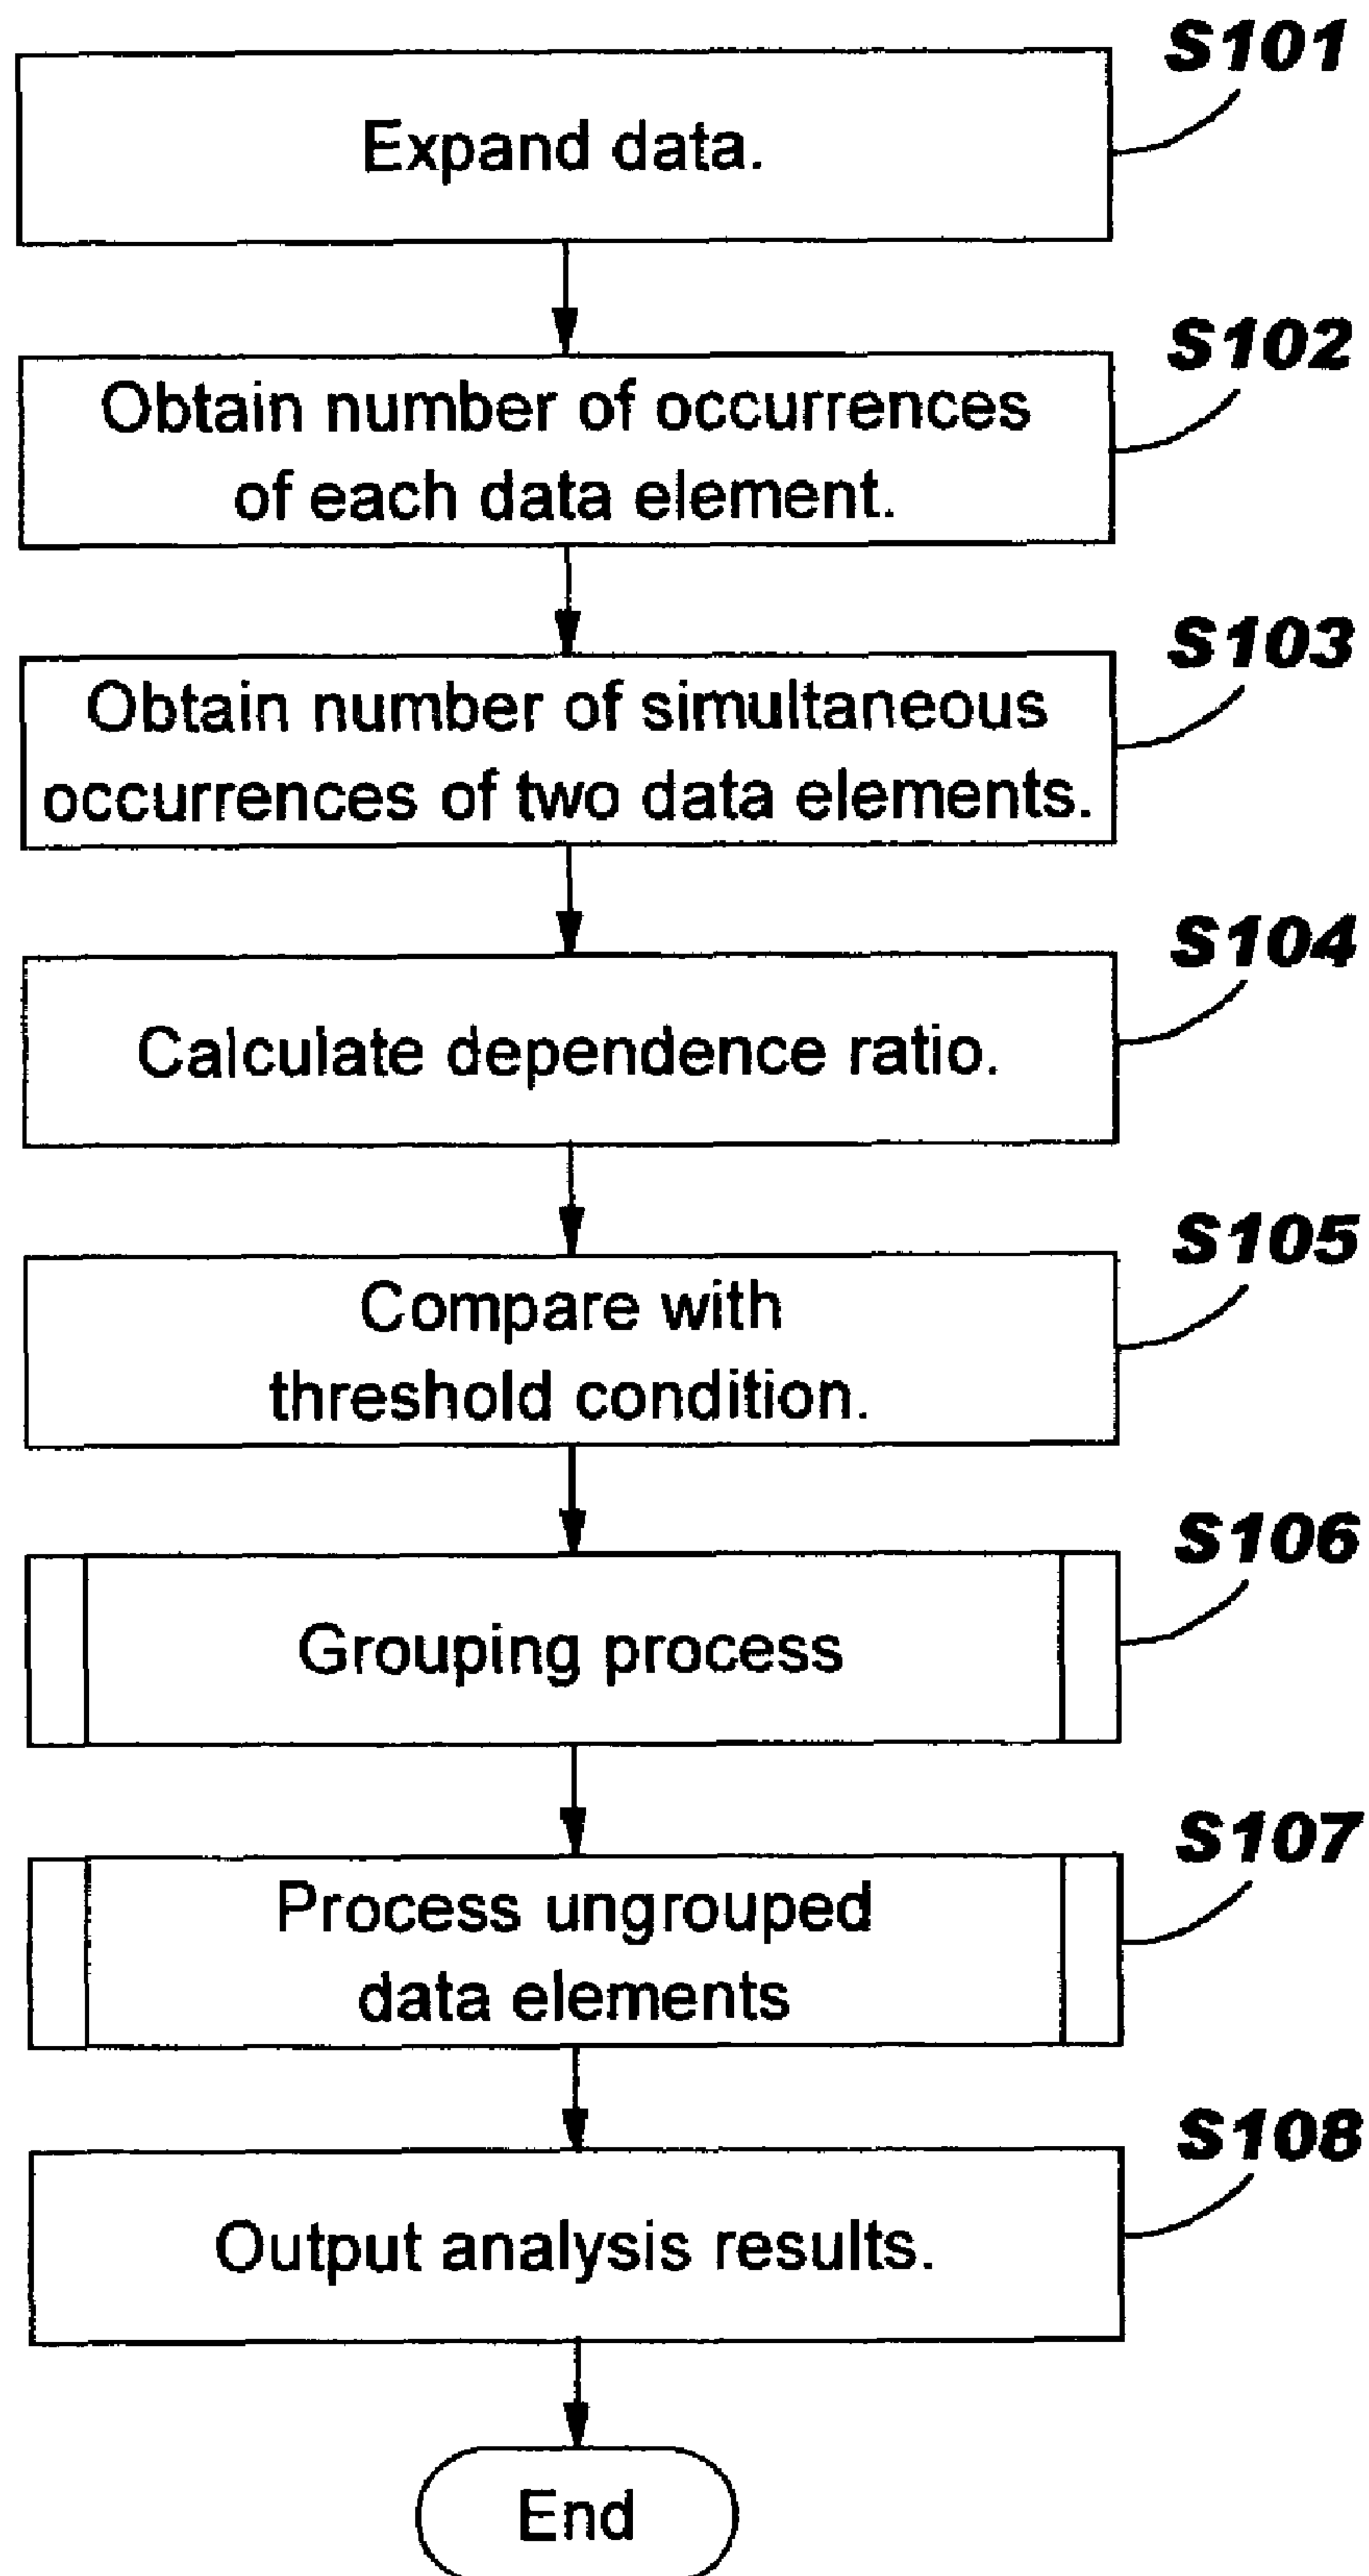 S101
Expand data.
S102
Obtain number of occurrences
of each data element.
S103
Obtain number of simultaneous
occurrences of two data elements.
S104
Calculate dependence ratio.
S105
Compare with
threshold condition.
S106
Grouping process
S107
Process ungrouped
data elements
S108
Output analysis results.
End